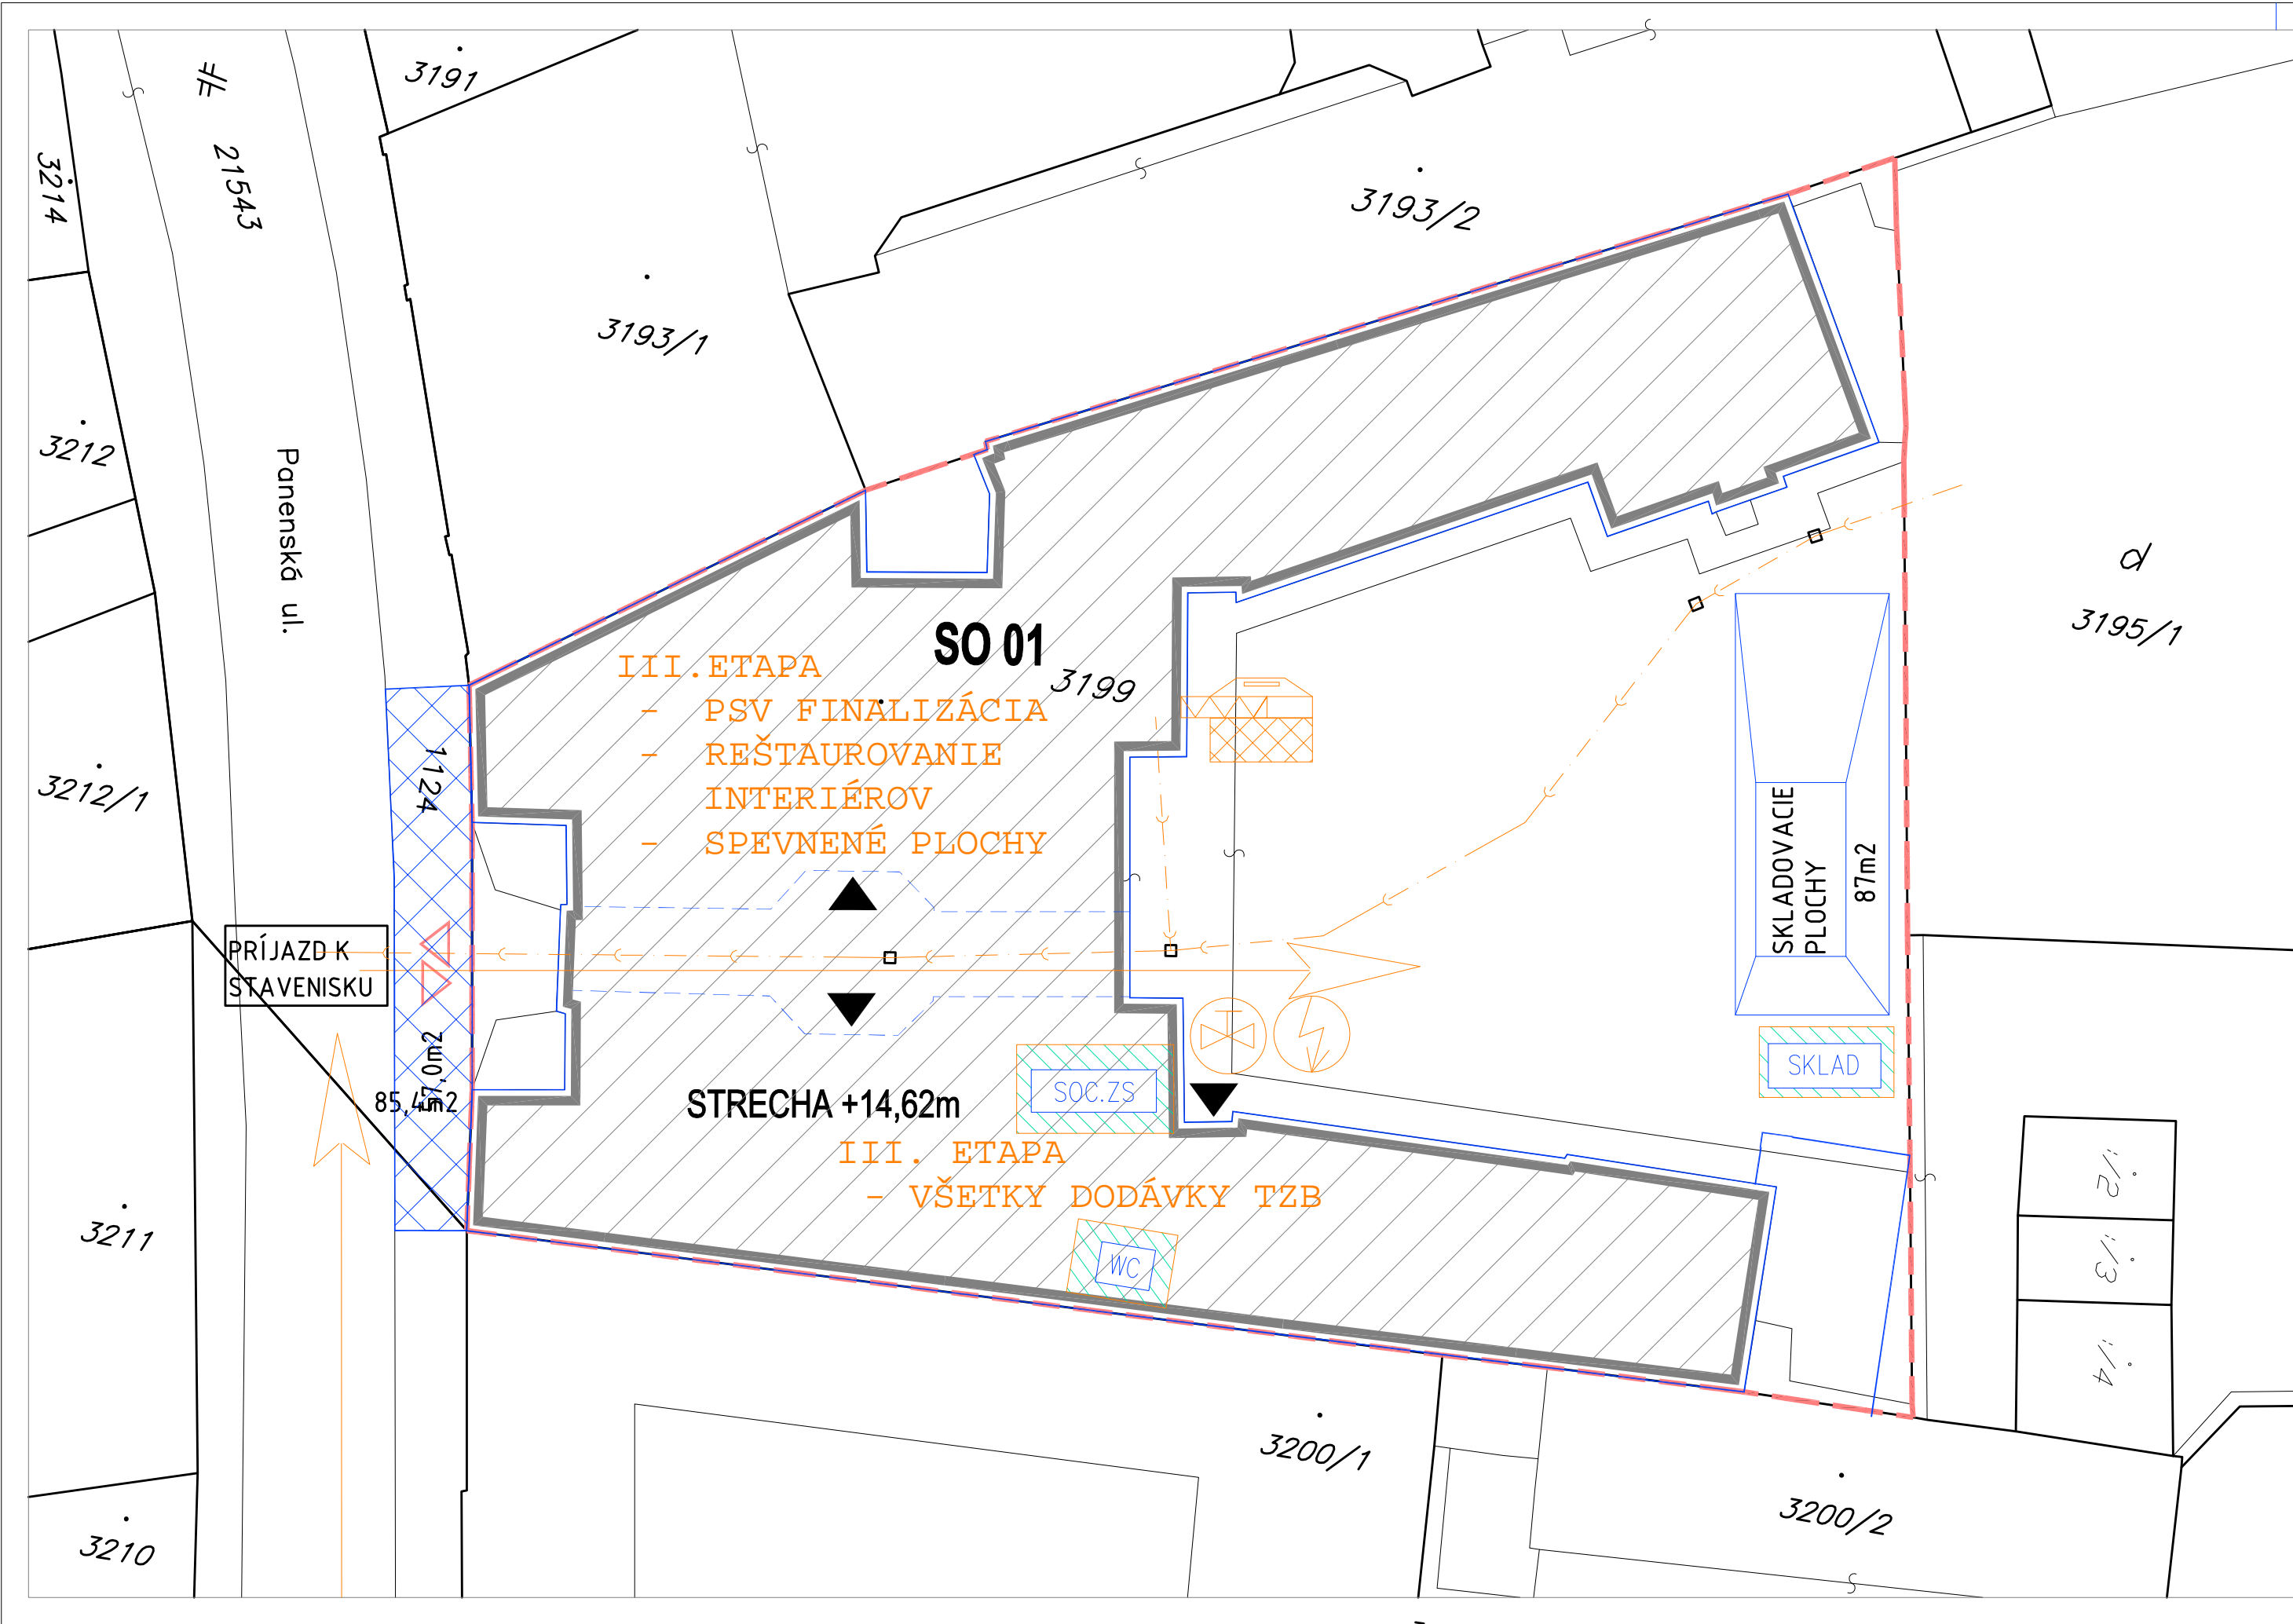 3191
21543
3214
3193/2
3193/1
3212
Panenská ul.
3195/1
SO 01
3199
III.ETAPA
- PSV FINALIZÁCIA
- REŠTAUROVANIE
INTERIÉROV
- SPEVNENÉ PLOCHY
1124
3212/1
SKLADOVACIE
PLOCHY
87m2
PRÍJAZD K
STAVENISKU
57,0m2
85,4m2
SOC.ZS
SKLAD
STRECHA +14,62m
III. ETAPA
- VŠETKY DODÁVKY TZB
WC
3211
3200/1
3200/2
3210